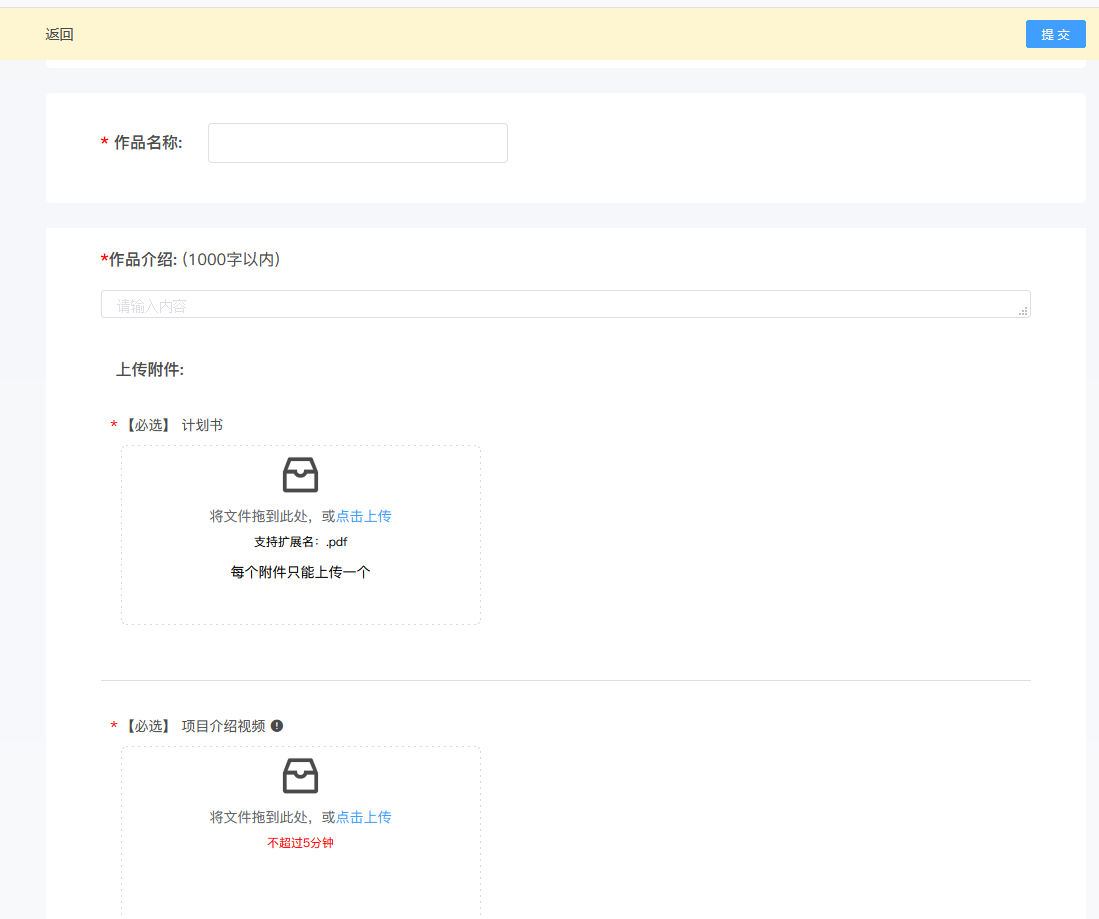 返回
提交
* 作品名称:
*作品介绍: (1000字以内)
请输入内容
上传附件:
* 【必选】 计划书
将文件拖到此处，或点击上传
支持扩展名：.pdf
每个附件只能上传一个
* 【必选】 项目介绍视频
将文件拖到此处，或点击上传
不超过5分钟